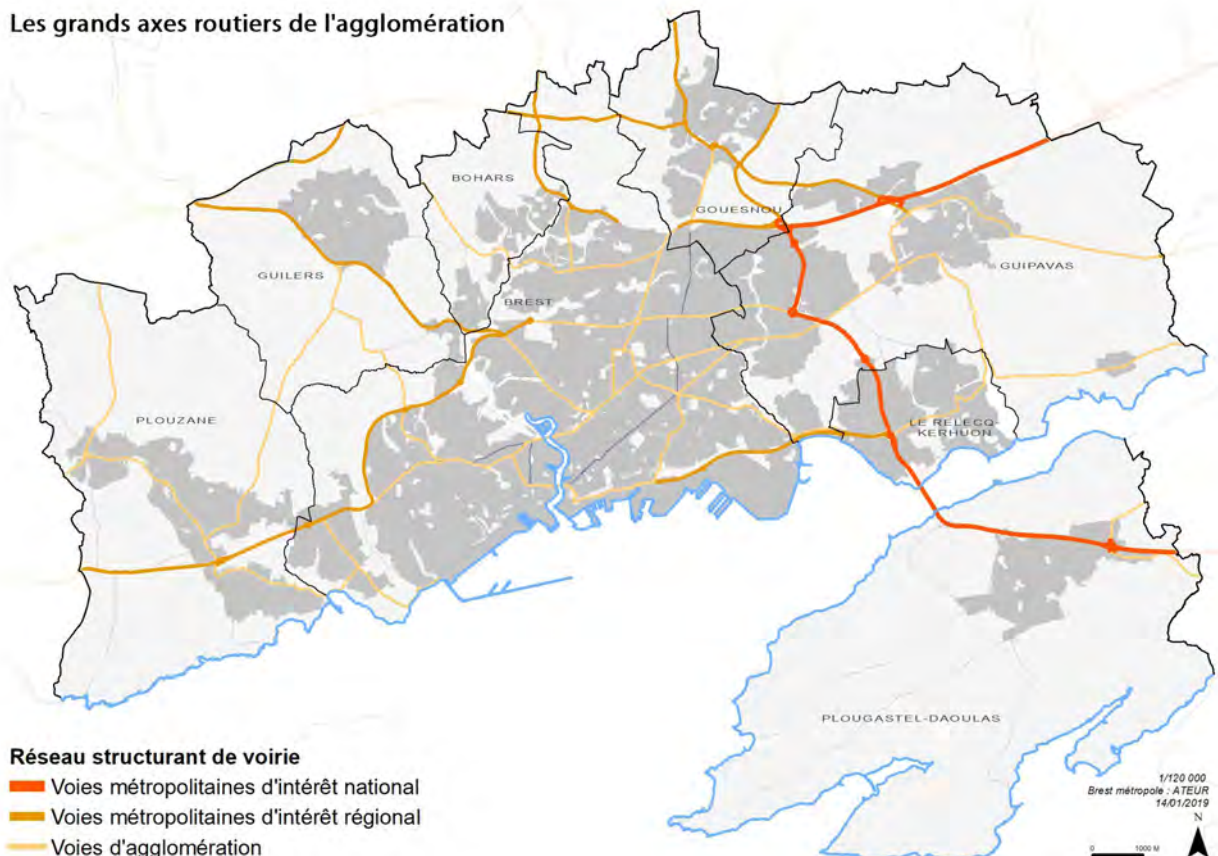 Les grands axes routiers de l'agglomération
BOHARS
GOUESNOU
GUILERS
GUIPAVAS
BREST
PLOUZANE
LE RELECQ-
KERHUON
PLOUGASTEL-DAOULAS
Réseau structurant de voirie
Voies métropolitaines d'intérêt national
Voies métropolitaines d'intérêt régional
Voies d'agglomération
1/120 000
Brest métropole : ATEUR
14/01/2019
N
0 1000 M